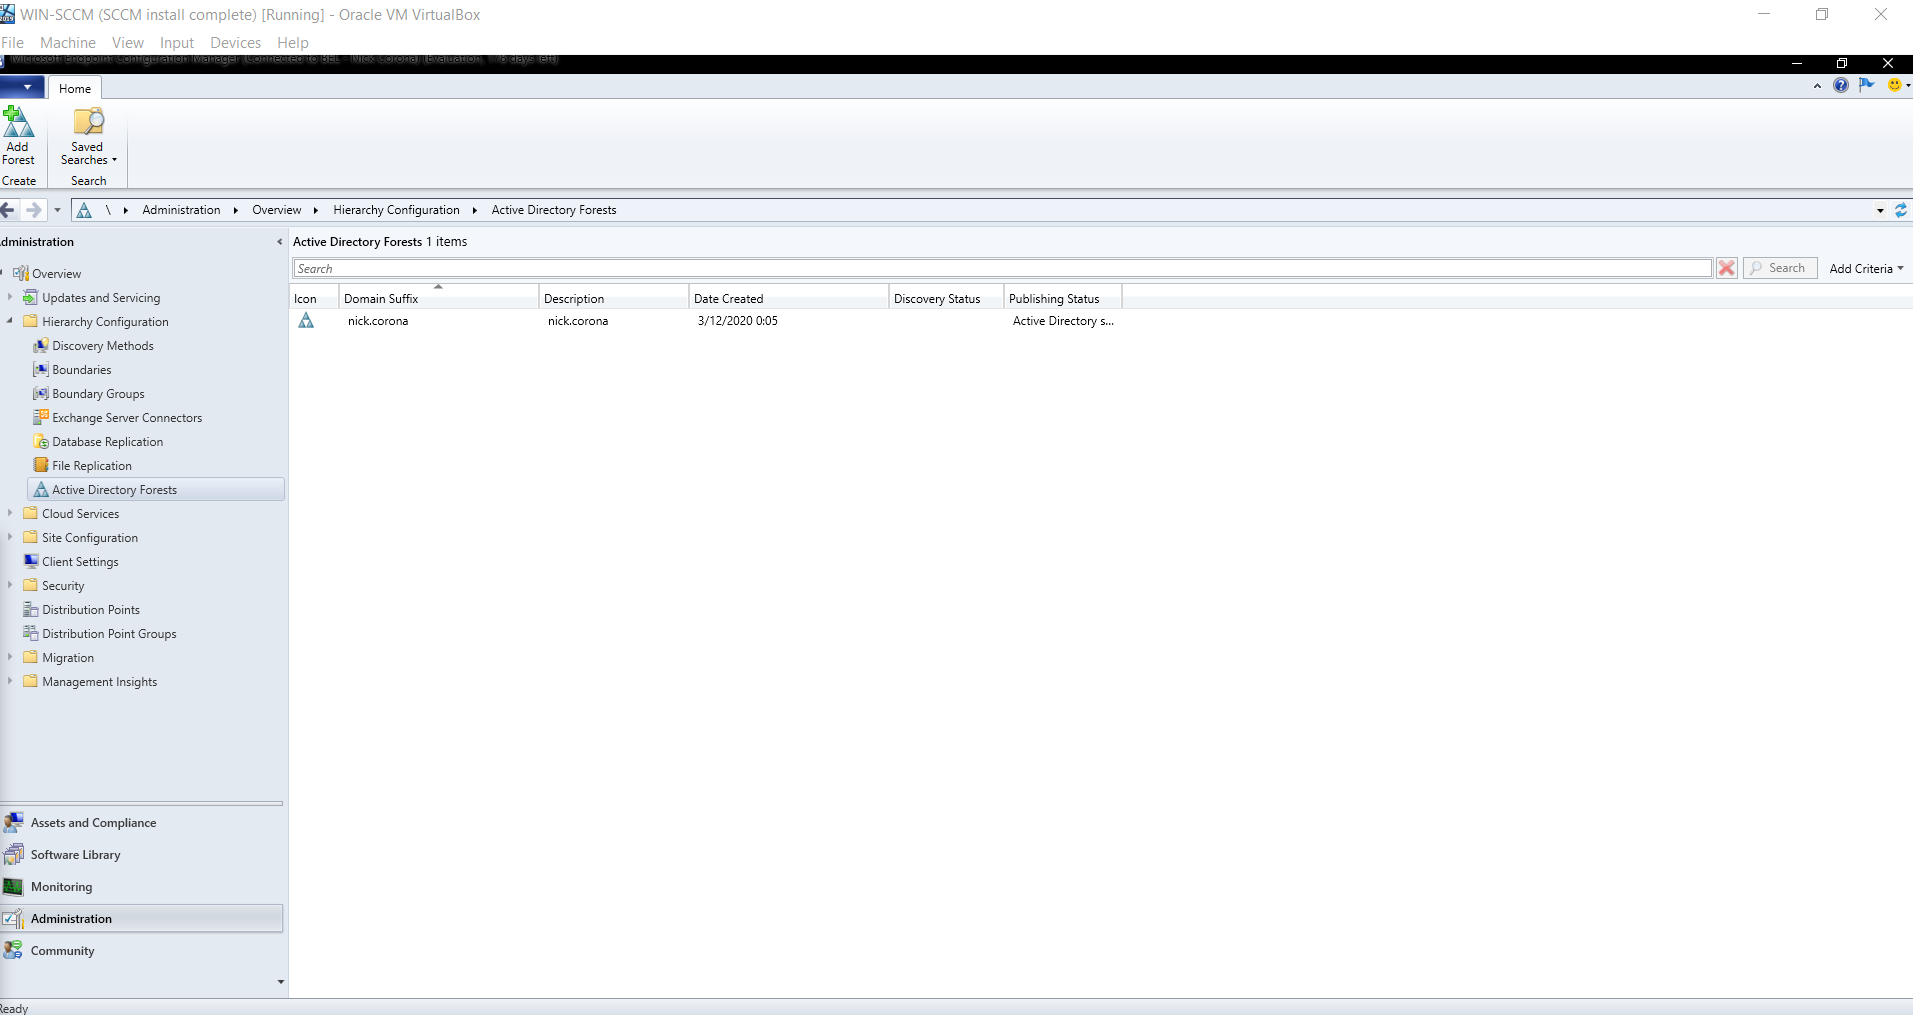 WIN-SCCM (SCCM install complete) [Running] - Oracle VM VirtualBox
File Machine View Input Devices Help
Microsoft Endpoint Configuration Manager (Connected to BEL - Nick Corona) (Evaluation, 178 days left)
Home
Add Forest
Saved Searches
Create
Search
\ Administration Overview Hierarchy Configuration Active Directory Forests
dministration
Overview
Updates and Servicing
Hierarchy Configuration
Discovery Methods
Boundaries
Boundary Groups
Exchange Server Connectors
Database Replication
File Replication
Active Directory Forests
Cloud Services
Site Configuration
Client Settings
Security
Distribution Points
Distribution Point Groups
Migration
Management Insights
Assets and Compliance
Software Library
Monitoring
Administration
Community
Active Directory Forests 1 items
Search
Search
Add Criteria
Icon Domain Suffix Description Date Created Discovery Status Publishing Status
nick.corona nick.corona 3/12/2020 0:05 Active Directory s...
Ready